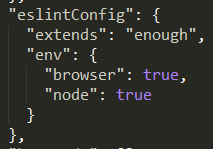 "eslintConfig": {
"extends": "enough",
"env": {
"browser": true,
"node": true
}
},